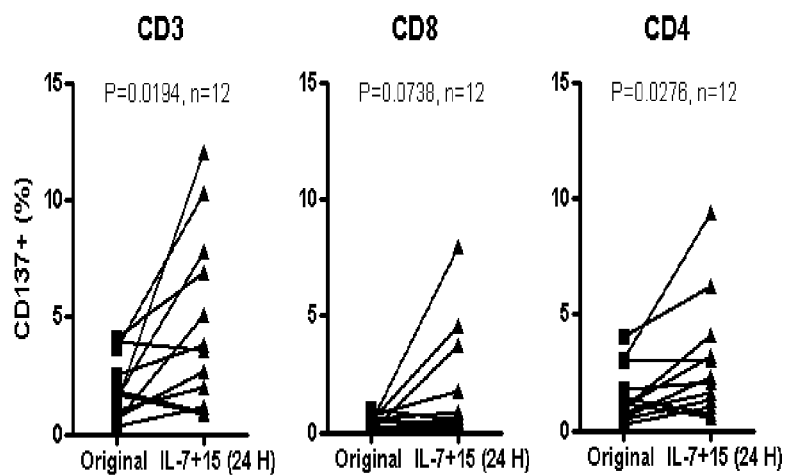 CD3 CD8 CD4
P=0.0194, n=12 P=0.0738, n=12 P=0.0276, n=12
CD137+ (%)
15 15 15
10 10 10
5 5 5
0 0 0
Original IL-7+15 (24 H) Original IL-7+15 (24 H) Original IL-7+15 (24 H)